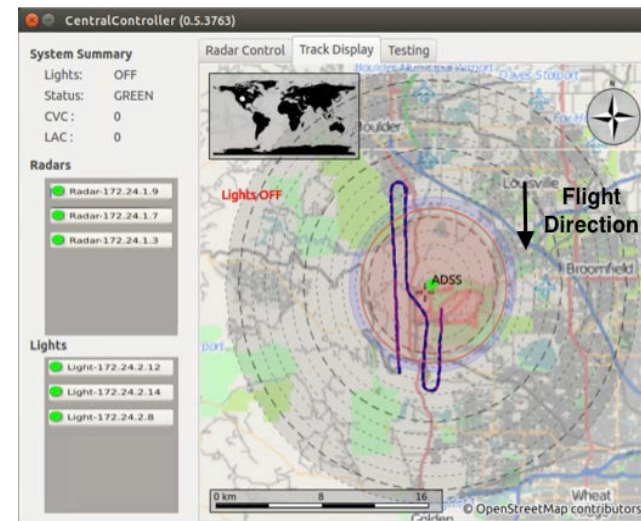 CentralController (0.5.3763)
System Summary
Lights: OFF
Status: GREEN
CVC : 0
LAC : 0
Radars
Radar-172.24.1.9
Radar-172.24.1.7
Radar-172.24.1.3
Lights
Light-172.24.2.12
Light-172.24.2.14
Light-172.24.2.8
Radar Control Track Display Testing
Boulder Municipal Airport
N
Boulder
Lights OFF
Louisville
Flight
Direction
ADSS
Broomfield
0 km 8 16
Wheat
Golden
© OpenStreetMap contributors